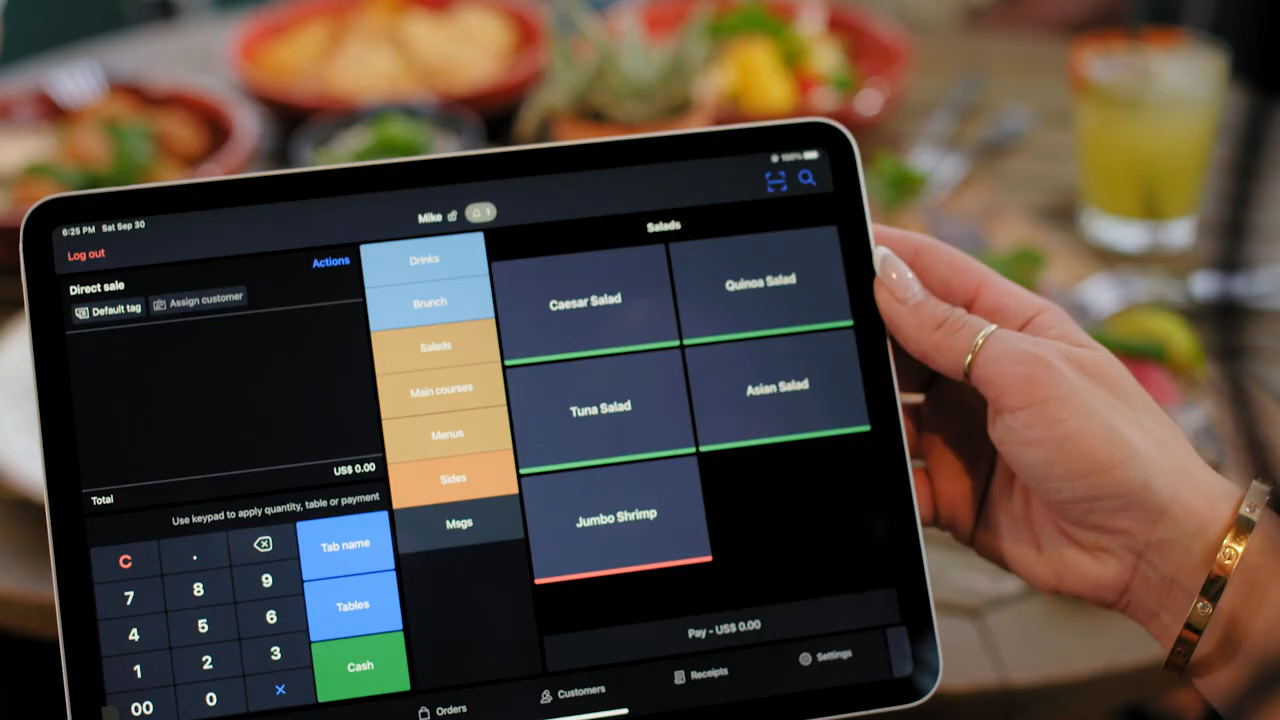 6:25 PM Sat Sep 30
100%
Log out
Mike
1
Salads
Direct sale
Actions
Default tag
Assign customer
Drinks
Brunch
Salads
Main courses
Menus
Sides
Msgs
Caesar Salad
Quinoa Salad
Tuna Salad
Asian Salad
Jumbo Shrimp
Total
US$ 0.00
Use keypad to apply quantity, table or payment
C
.
Tab name
7
8
9
Tables
4
5
6
1
2
3
Cash
00
0
×
Pay - US$ 0.00
Orders
Customers
Receipts
Settings